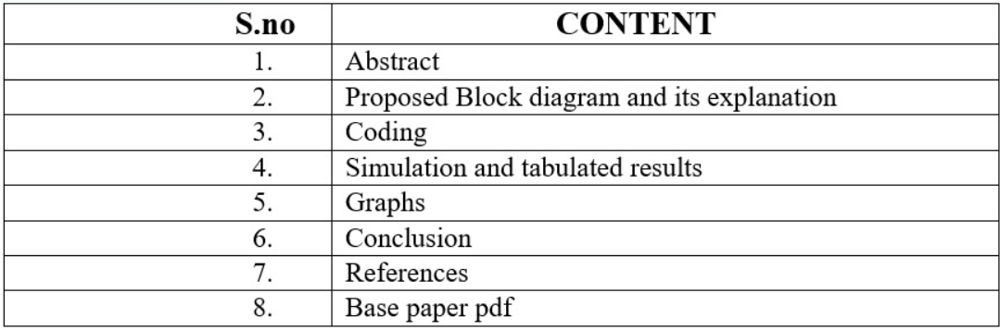 S.no CONTENT
1. Abstract
2. Proposed Block diagram and its explanation
3. Coding
4. Simulation and tabulated results
5. Graphs
6. Conclusion
7. References
8. Base paper pdf